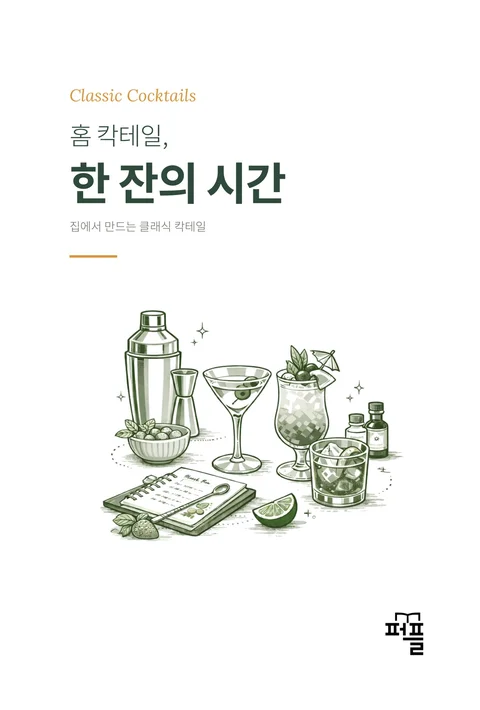 Classic Cocktails
홈 칵테일,
한 잔의 시간
집에서 만드는 클래식 칵테일
퍼플